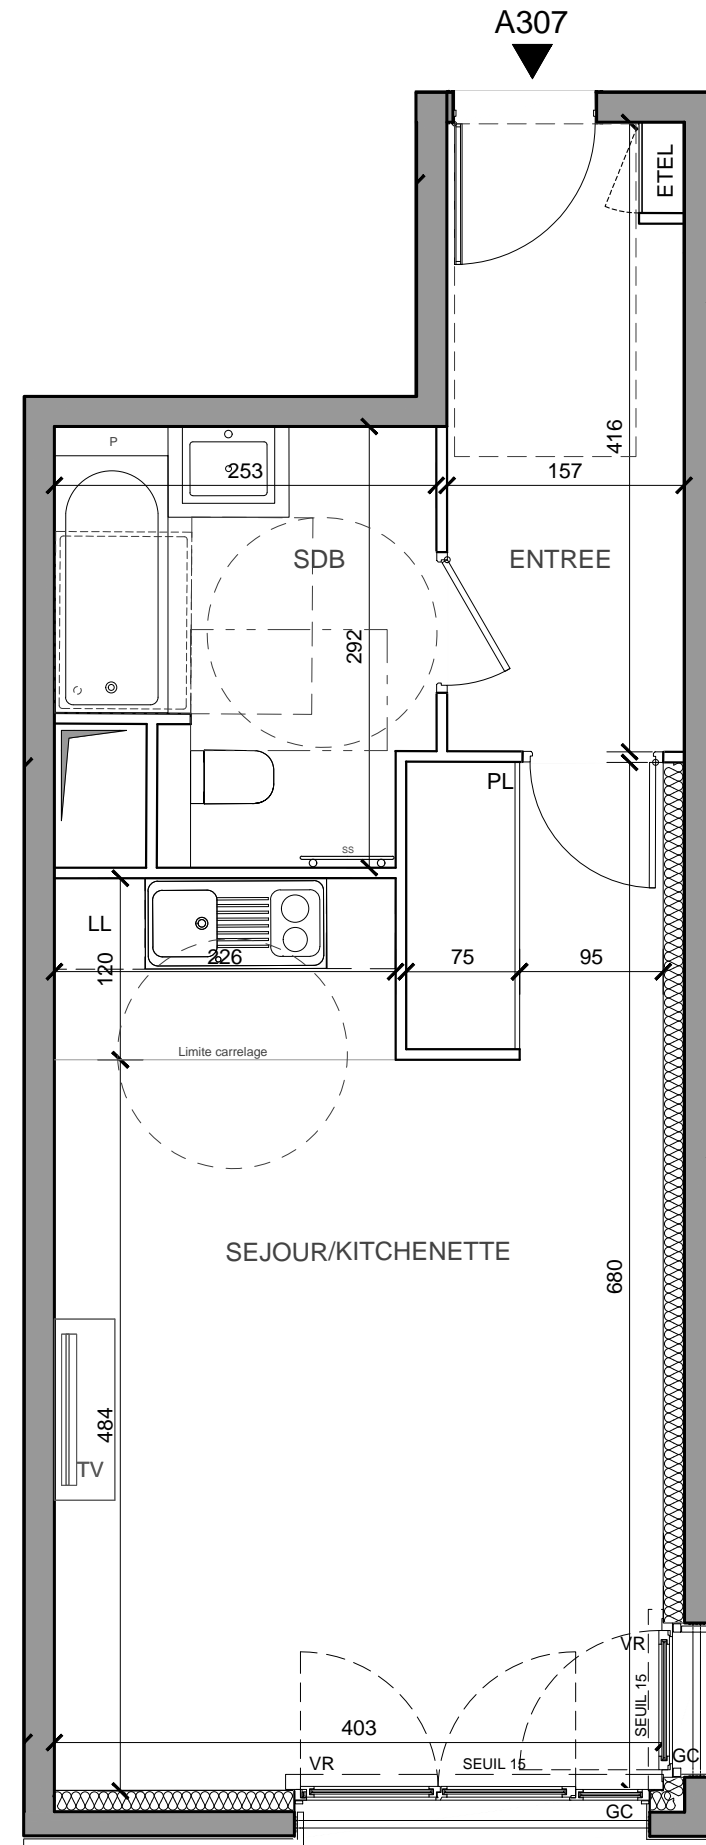 A307
ETEL
416
P
253
157
SDB
ENTREE
292
PL
SS
LL
120
226
75
95
Limite carrelage
SEJOUR/KITCHENETTE
680
484
TV
VR
SEUIL 15
403
VR
SEUIL 15
GC
GC